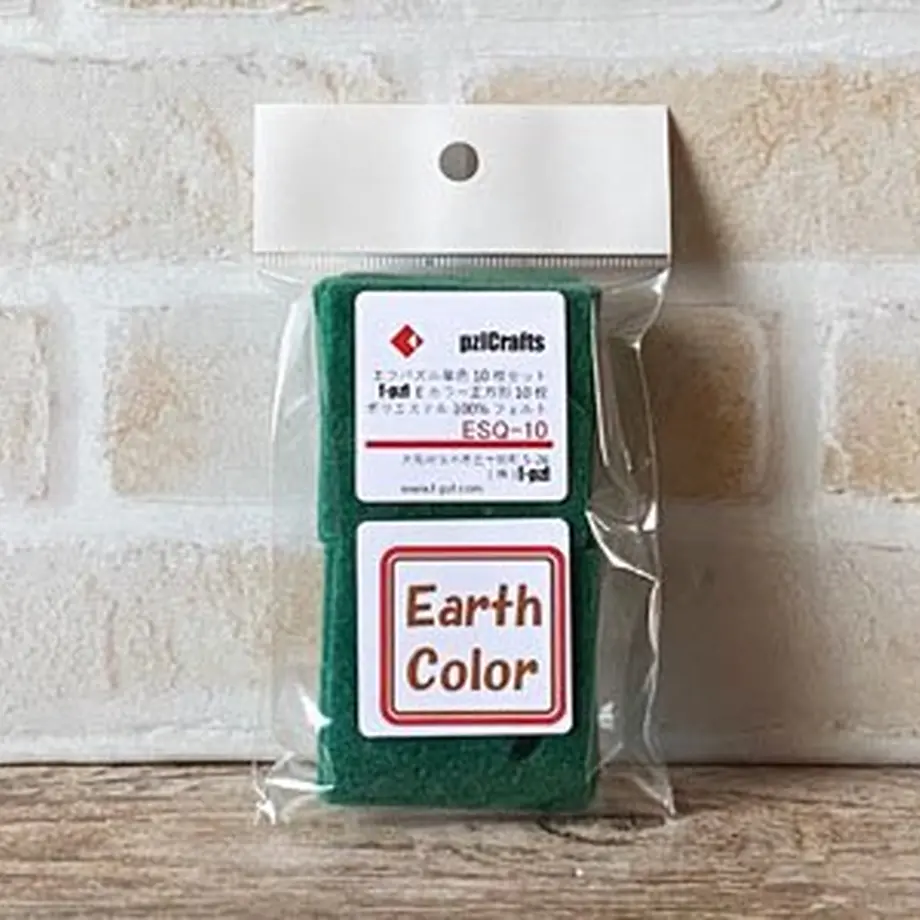 pzlCrafts
エフパズル単色10枚セット
f-pzl Eカラー正方形10枚
ポリエステル100%フェルト
ESQ-10
(株)f-pzl
www.f-pzl.com
Earth
Color